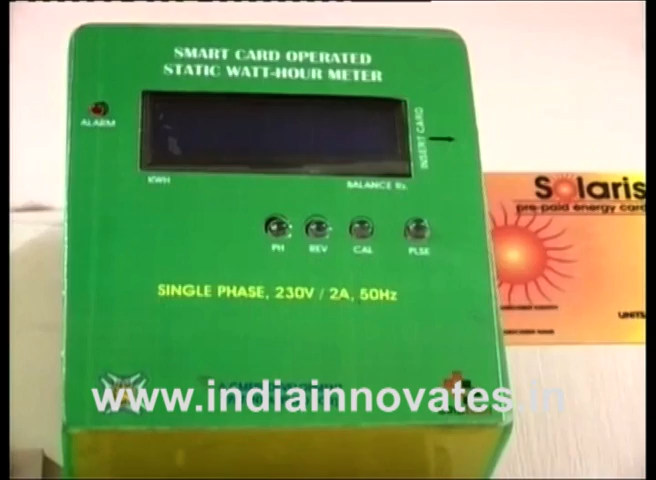 SMART CARD OPERATED
STATIC WATT-HOUR METER
ALARM
INSERT CARD
KWH
BALANCE Rs.
PH REV CAL PLSE
SINGLE PHASE, 230V / 2A, 50Hz
Solaris
pre-paid energy card
UNITS
www.indiainnovates.in